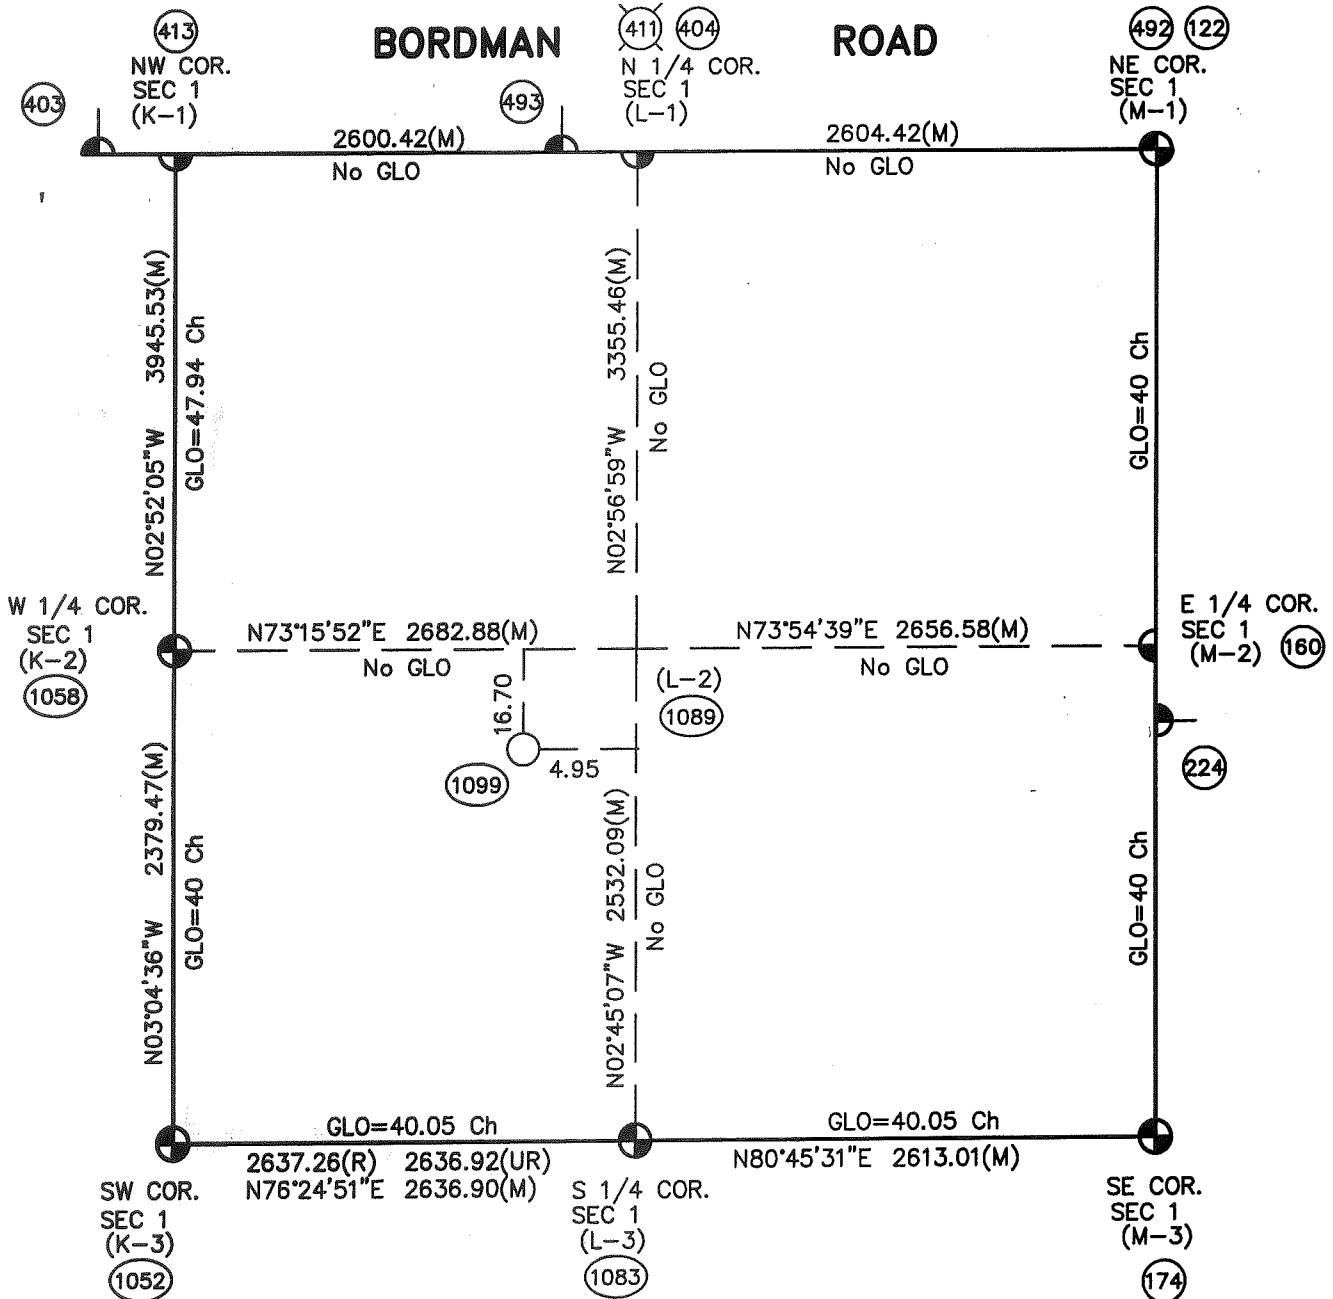 413
BORDMAN
411
404
ROAD
492
122
NW COR.
SEC 1
(K-1)
N 1/4 COR.
SEC 1
(L-1)
NE COR.
SEC 1
(M-1)
403
493
2600.42(M)
No GLO
2604.42(M)
No GLO
N02°52'05"W 3945.53(M)
GLO=47.94 Ch
N02°56'59"W 3355.46(M)
No GLO
GLO=40 Ch
W 1/4 COR.
SEC 1
(K-2)
1058
N73°15'52"E 2682.88(M)
No GLO
N73°54'39"E 2656.58(M)
No GLO
E 1/4 COR.
SEC 1
(M-2)
160
(L-2)
1089
16.70
4.95
1099
224
N03°04'36"W 2379.47(M)
GLO=40 Ch
N02°45'07"W 2532.09(M)
No GLO
GLO=40 Ch
GLO=40.05 Ch
2637.26(R) 2636.92(UR)
N76°24'51"E 2636.90(M)
GLO=40.05 Ch
N80°45'31"E 2613.01(M)
SW COR.
SEC 1
(K-3)
1052
S 1/4 COR.
SEC 1
(L-3)
1083
SE COR.
SEC 1
(M-3)
174